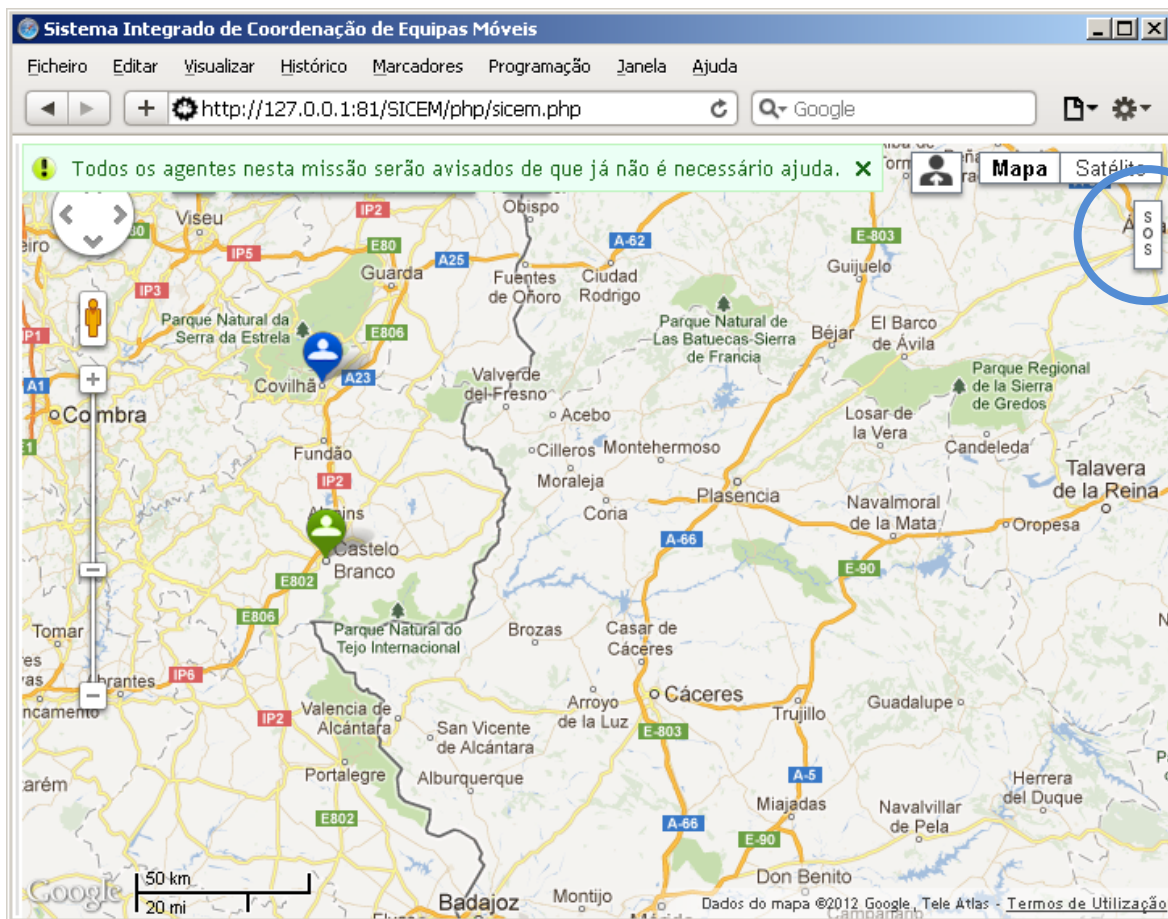 Sistema Integrado de Coordenação de Equipas Móveis
Ficheiro Editar Visualizar Histórico Marcadores Programação Janela Ajuda
http://127.0.0.1:81/SICEM/php/sicem.php Google
Todos os agentes nesta missão serão avisados de que já não é necessário ajuda.
Mapa Satélite
SOS
Viseu
IP2
Obispo
A-62
E-803
80
IP5
E80
A25
Guarda
Fuentes de Oñoro
Ciudad Rodrigo
Guijuelo
IP3
Parque Natural da Serra da Estrela
E806
IP1
Parque Natural de Las Batuecas-Sierra de Francia
Béjar
El Barco de Ávila
A1
Covilhã
A23
Valverde del-Fresno
Parque Regional de la Sierra de Gredos
Coimbra
Acebo
Losar de la Vera
Candeleda
E1
Fundão
Cilleros
Montehermoso
IP2
Moraleja
Coria
Plasencia
Talavera de la Reina
Navalmoral de la Mata
Oropesa
A-66
Castelo Branco
E802
E-90
E806
Parque Natural do Tejo Internacional
Tomar
Brozas
Casar de Cáceres
IP6
Cáceres
Arroyo de la Luz
Trujillo
Guadalupe
IP2
Valencia de Alcántara
San Vicente de Alcántara
E-803
Portalegre
Alburquerque
A-5
Herrera del Duque
E802
Miajadas
Navalvillar de Pela
A-66
E-90
Don Benito
50 km
20 mi
Google
Badajoz
Montijo
Dados do mapa ©2012 Google, Tele Atlas - Termos de Utilização